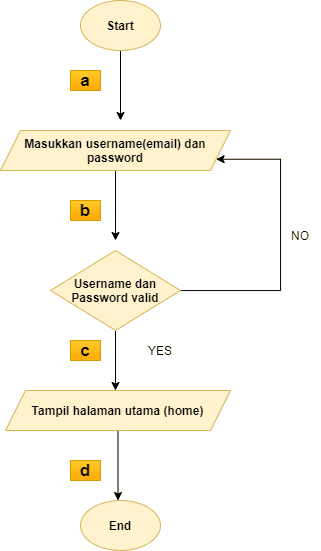 Start
a
Masukkan username(email) dan
password
b
NO
Username dan
Password valid
c
YES
Tampil halaman utama (home)
d
End